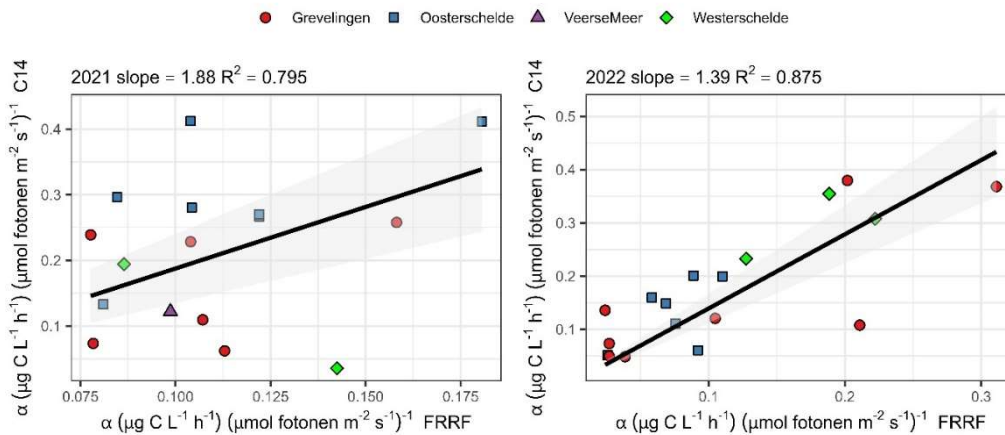 Grevelingen Oosterschelde VeerseMeer Westerschelde
2021 slope = 1.88 R² = 0.795
α (µg C L⁻¹ h⁻¹) (µmol fotonen m⁻² s⁻¹)⁻¹ C14
0.4
0.3
0.2
0.1
0.075 0.100 0.125 0.150 0.175
α (µg C L⁻¹ h⁻¹) (µmol fotonen m⁻² s⁻¹)⁻¹ FRRF
2022 slope = 1.39 R² = 0.875
α (µg C L⁻¹ h⁻¹) (µmol fotonen m⁻² s⁻¹)⁻¹ C14
0.5
0.4
0.3
0.2
0.1
0.1 0.2 0.3
α (µg C L⁻¹ h⁻¹) (µmol fotonen m⁻² s⁻¹)⁻¹ FRRF